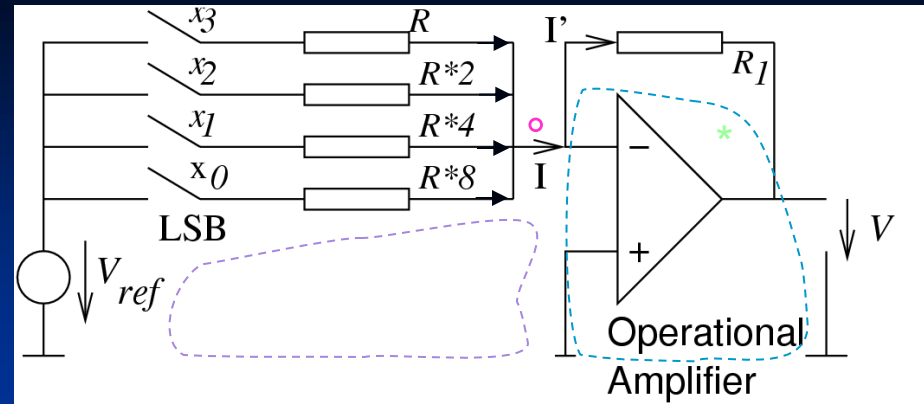 x3 R
x2 R*2
x1 R*4
x0 R*8
LSB
Vref
I
I'
R1
*
−
+
V
Operational
Amplifier